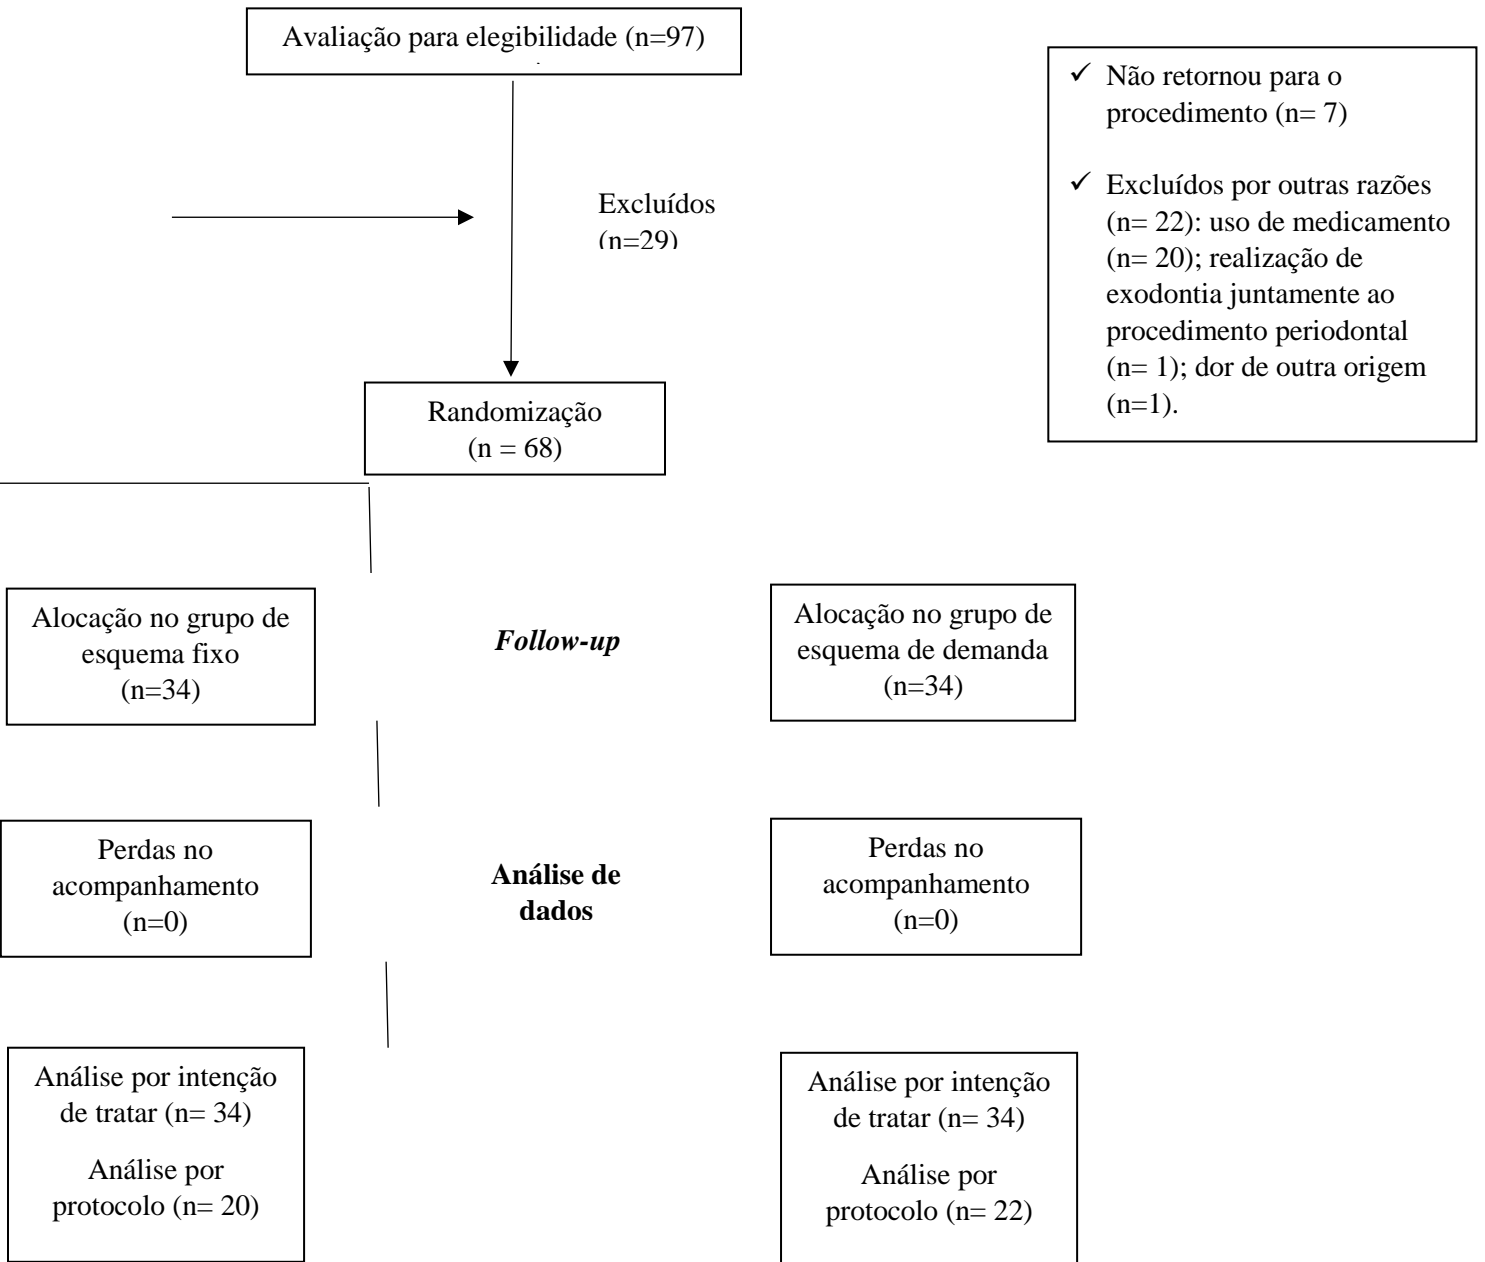 Avaliação para elegibilidade (n=97)
✓ Não retornou para o
procedimento (n= 7)
✓ Excluídos por outras razões
(n= 22): uso de medicamento
(n= 20); realização de
exodontia juntamente ao
procedimento periodontal
(n= 1); dor de outra origem
(n=1).
Excluídos
(n=29)
Randomização
(n = 68)
Alocação no grupo de
esquema fixo
(n=34)
Follow-up
Alocação no grupo de
esquema de demanda
(n=34)
Perdas no
acompanhamento
(n=0)
Análise de
dados
Perdas no
acompanhamento
(n=0)
Análise por intenção
de tratar (n= 34)
Análise por
protocolo (n= 20)
Análise por intenção
de tratar (n= 34)
Análise por
protocolo (n= 22)